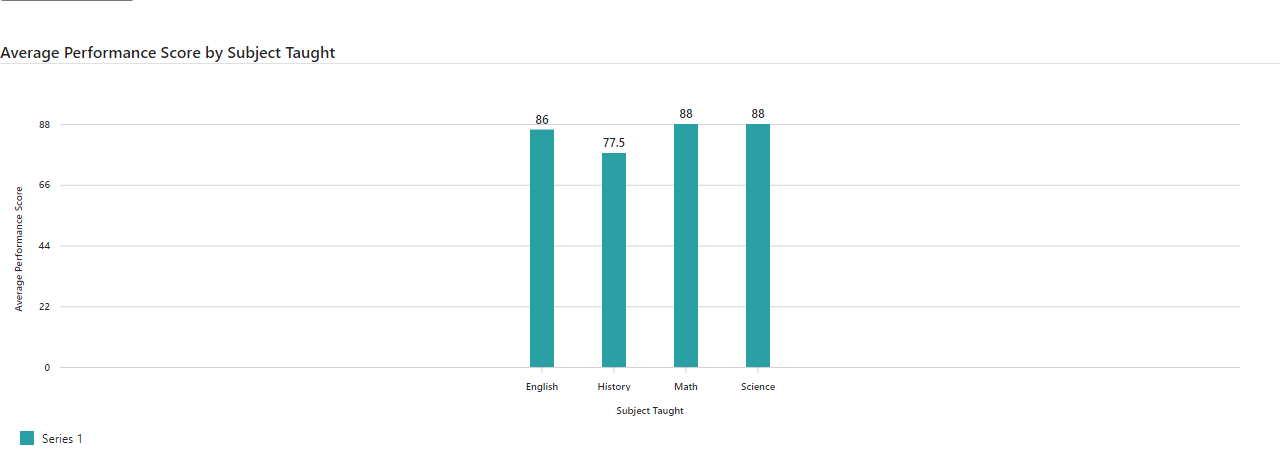 Average Performance Score by Subject Taught
86
77.5
88
88
88
66
44
22
0
Average Performance Score
English
History
Math
Science
Subject Taught
Series 1